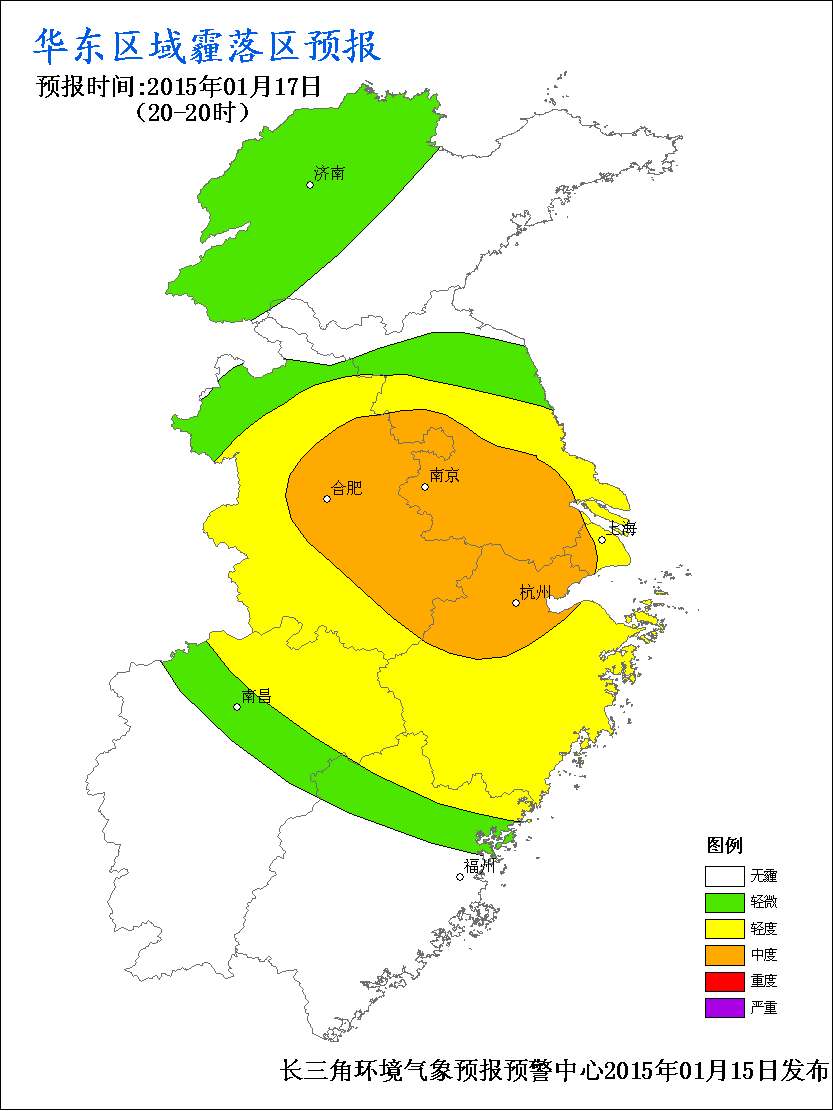 华东区域霾落区预报
预报时间:2015年01月17日
(20-20时)
济南
南京
合肥
上海
杭州
南昌
福州
图例
无霾
轻微
轻度
中度
重度
严重
长三角环境气象预报预警中心2015年01月15日发布